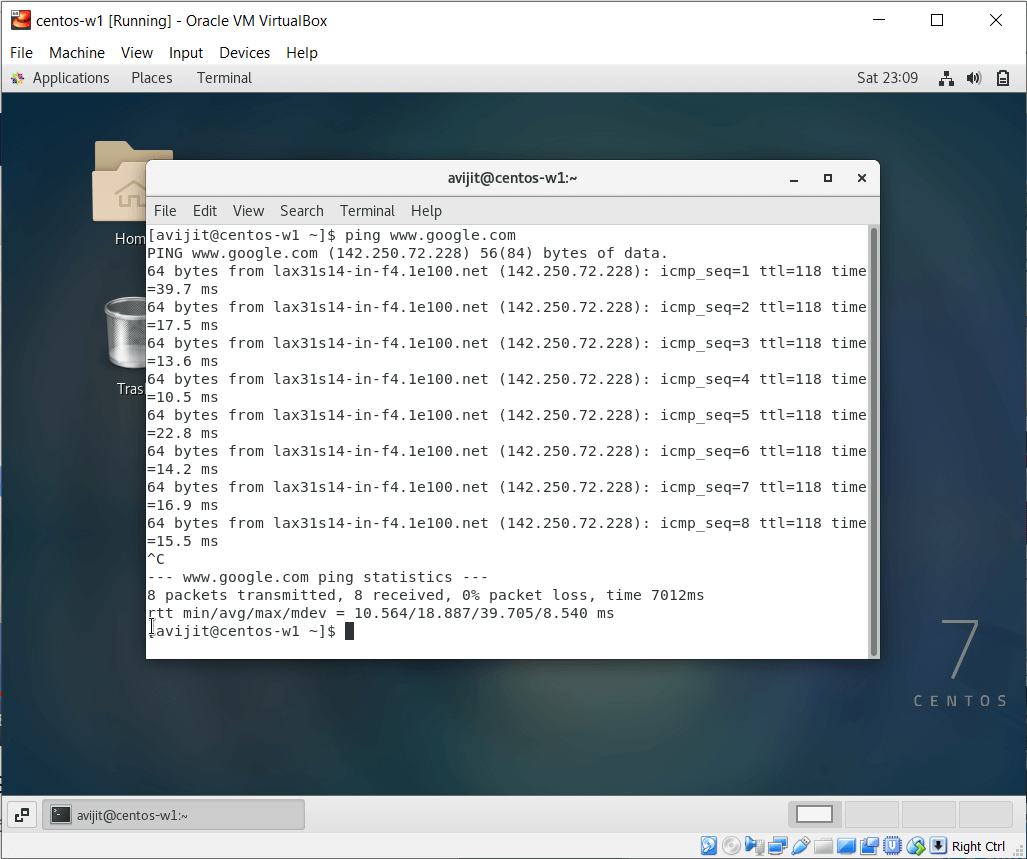 centos-w1 [Running] - Oracle VM VirtualBox
File Machine View Input Devices Help
Applications Places Terminal Sat 23:09
avijit@centos-w1:~
File Edit View Search Terminal Help
Hom
[avijit@centos-w1 ~]$ ping www.google.com
PING www.google.com (142.250.72.228) 56(84) bytes of data.
64 bytes from lax31s14-in-f4.1e100.net (142.250.72.228): icmp_seq=1 ttl=118 time
=39.7 ms
64 bytes from lax31s14-in-f4.1e100.net (142.250.72.228): icmp_seq=2 ttl=118 time
=17.5 ms
64 bytes from lax31s14-in-f4.1e100.net (142.250.72.228): icmp_seq=3 ttl=118 time
=13.6 ms
64 bytes from lax31s14-in-f4.1e100.net (142.250.72.228): icmp_seq=4 ttl=118 time
=10.5 ms
Tras
64 bytes from lax31s14-in-f4.1e100.net (142.250.72.228): icmp_seq=5 ttl=118 time
=22.8 ms
64 bytes from lax31s14-in-f4.1e100.net (142.250.72.228): icmp_seq=6 ttl=118 time
=14.2 ms
64 bytes from lax31s14-in-f4.1e100.net (142.250.72.228): icmp_seq=7 ttl=118 time
=16.9 ms
64 bytes from lax31s14-in-f4.1e100.net (142.250.72.228): icmp_seq=8 ttl=118 time
=15.5 ms
^C
--- www.google.com ping statistics ---
8 packets transmitted, 8 received, 0% packet loss, time 7012ms
rtt min/avg/max/mdev = 10.564/18.887/39.705/8.540 ms
[avijit@centos-w1 ~]$
7
CENTOS
avijit@centos-w1:~
Right Ctrl